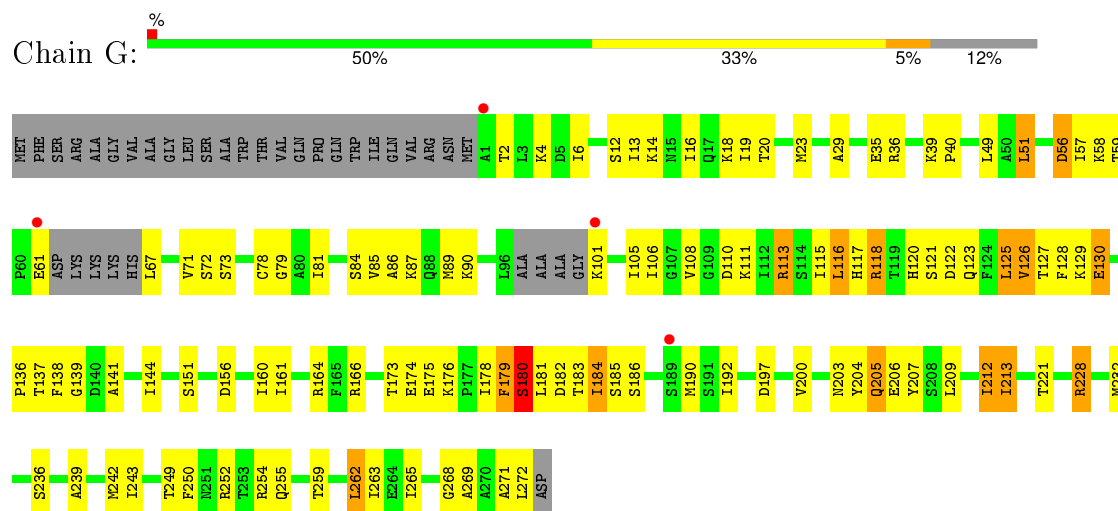 %
Chain G:
50% 33% 5% 12%
MET PHE SER ARG ALA GLY VAL ALA GLY LEU SER ALA TRP THR VAL GLN PRO GLN TRP ILE GLN VAL ARG ASN MET A1 T2 L3 K4 D5 I6 S12 I13 K14 N15 I16 Q17 K18 I19 T20 M23 A29 E35 R36 K39 P40 L49 A50 L51 D56 I57 K58 T59
P60 E61 ASP LYS LYS LYS HIS L67 V71 S72 S73 C78 G79 A80 I81 S84 V85 A86 K87 Q88 M89 K90 L96 ALA ALA ALA GLY K101 I105 I106 G107 V108 G109 D110 K111 I112 R113 S114 I115 L116 H117 R118 T119 H120 S121 D122 Q123 F124 L125 V126 T127 F128 K129 E130
P136 T137 F138 G139 D140 A141 I144 S151 D156 I160 I161 R164 F165 R166 T173 E174 E175 K176 P177 I178 F179 S180 L181 D182 T183 I184 S185 S186 S189 M190 S191 I192 D197 V200 N203 Y204 Q205 E206 Y207 S208 L209 I212 I213 T221 R228 M232
S236 A239 M242 I243 T249 F250 N251 R252 T253 R254 Q255 T259 L262 I263 E264 I265 G268 A269 A270 A271 L272 ASP